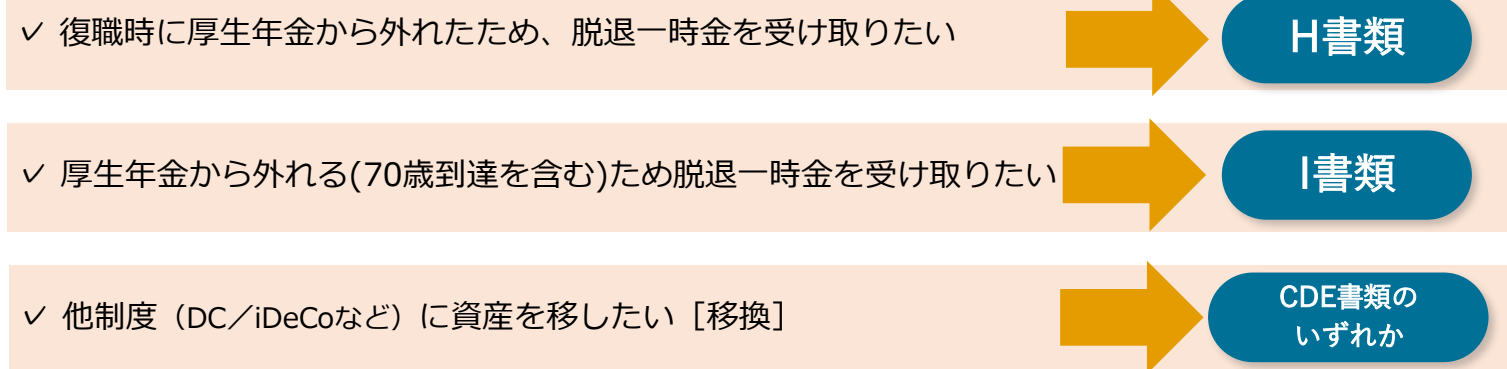 ✓ 復職時に厚生年金から外れたため、脱退一時金を受け取りたい
H書類
✓ 厚生年金から外れる(70歳到達を含む)ため脱退一時金を受け取りたい
I書類
✓ 他制度（DC／iDeCoなど）に資産を移したい［移換］
CDE書類の
いずれか